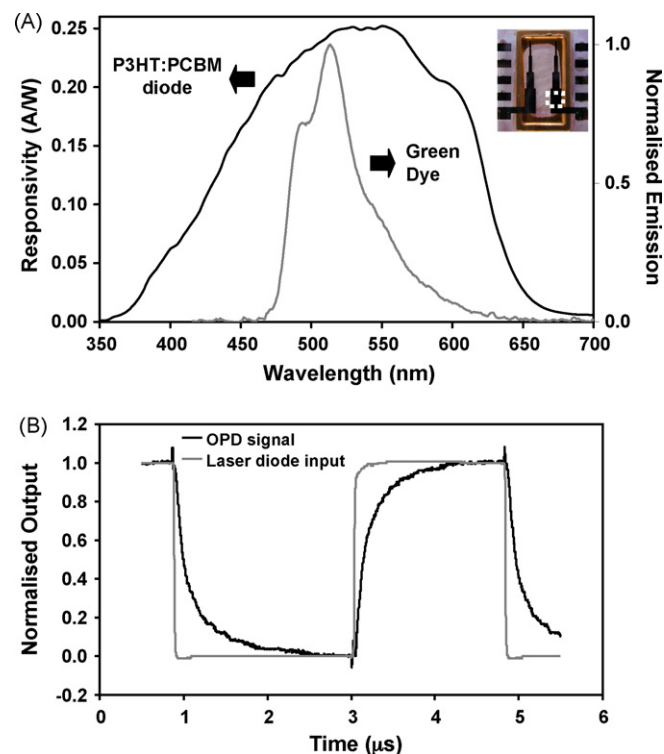 (A)
P3HT:PCBM
diode
Green
Dye
Responsivity (A/W)
0.25
0.20
0.15
0.10
0.05
0.00
Normalised Emission
1.0
0.5
0.0
350 400 450 500 550 600 650 700
Wavelength (nm)
(B)
OPD signal
Laser diode input
Normalised Output
1.2
1.0
0.8
0.6
0.4
0.2
0.0
-0.2
0 1 2 3 4 5 6
Time (μs)